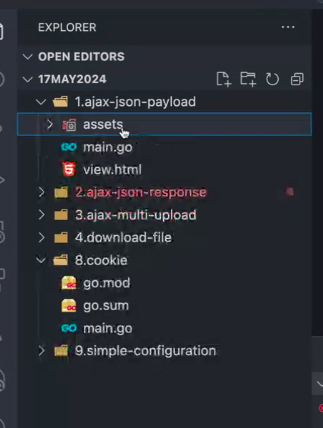 EXPLORER
OPEN EDITORS
17MAY2024
1.ajax-json-payload
assets
main.go
view.html
2.ajax-json-response
3.ajax-multi-upload
4.download-file
8.cookie
go.mod
go.sum
main.go
9.simple-configuration